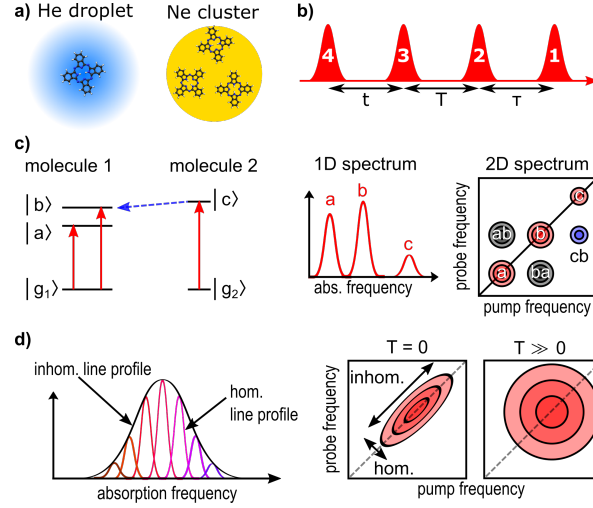 a) He droplet Ne cluster
b)
4 3 2 1
t T τ
c)
molecule 1 molecule 2
|b⟩ |c⟩
|a⟩
|g₁⟩ |g₂⟩
1D spectrum
a b c
abs. frequency
2D spectrum
probe frequency
c
ab b cb
a ba
pump frequency
d)
inhom. line profile
hom.
line profile
absorption frequency
T = 0 T ≫ 0
probe frequency
inhom.
hom.
pump frequency